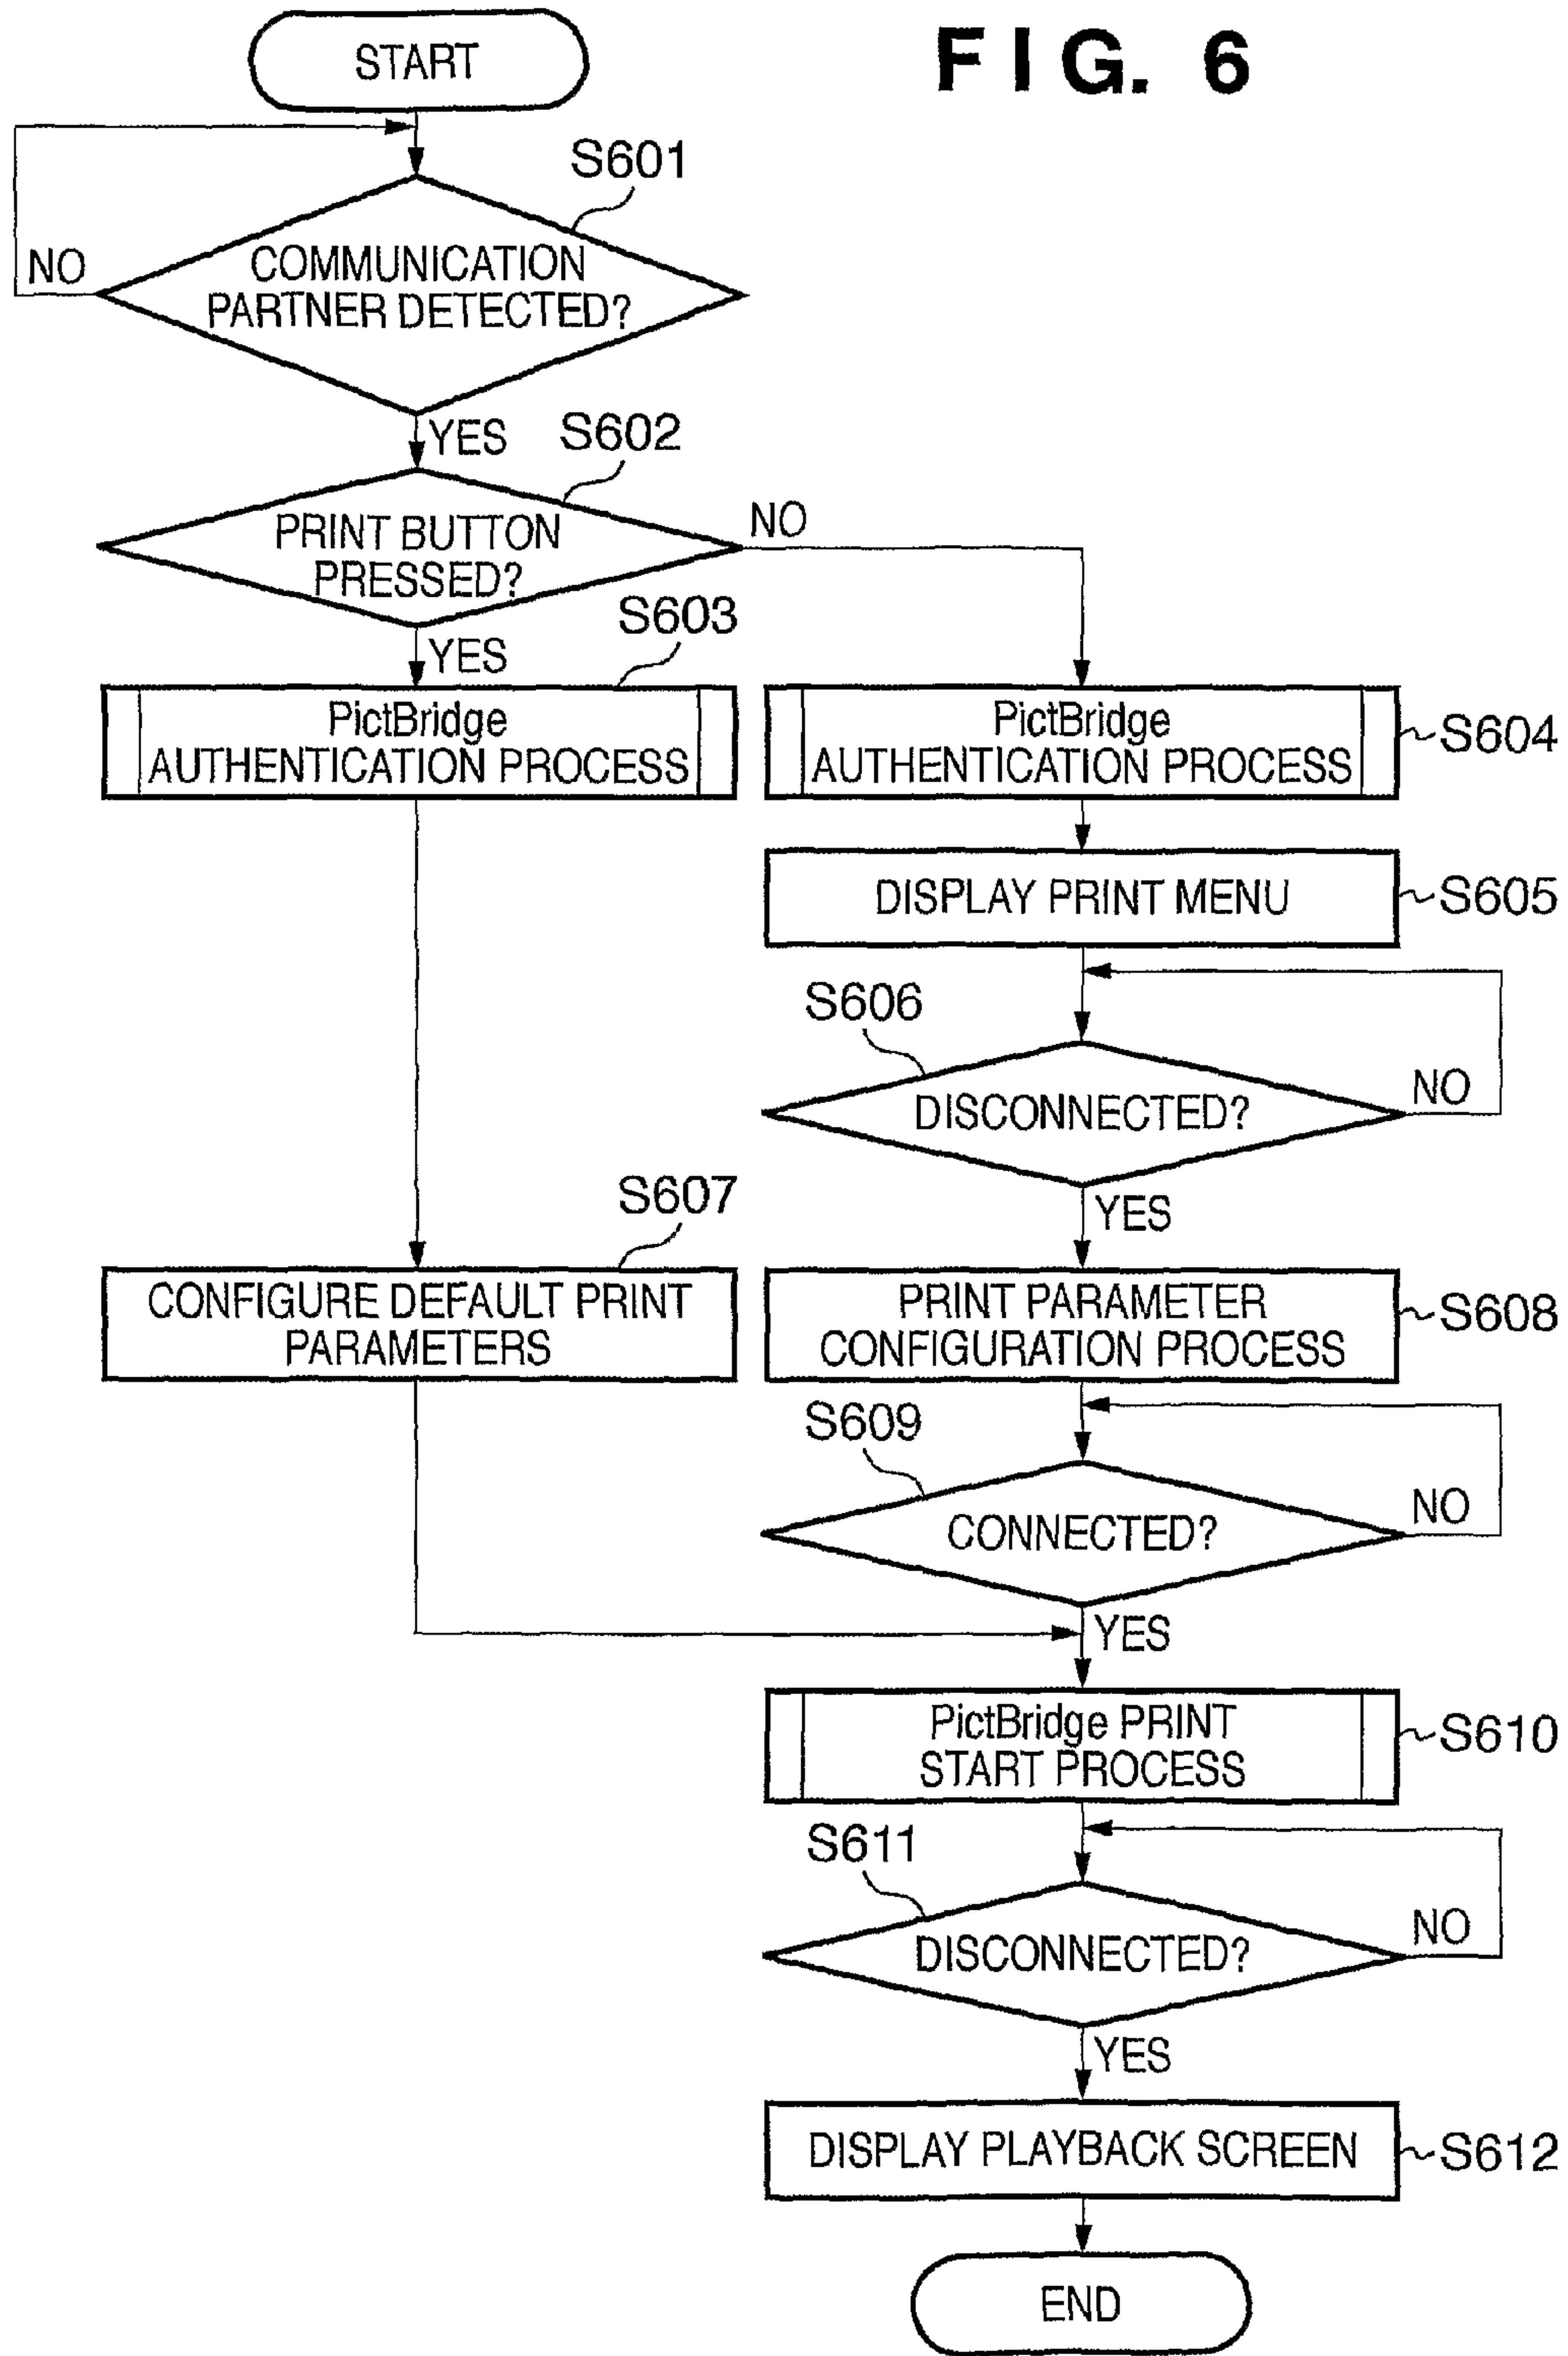 FIG. 6
START
S601
COMMUNICATION
PARTNER DETECTED?
NO
YES
S602
PRINT BUTTON
PRESSED?
NO
YES
S603
PictBridge
AUTHENTICATION PROCESS
PictBridge
AUTHENTICATION PROCESS
S604
DISPLAY PRINT MENU
S605
S606
DISCONNECTED?
NO
YES
S607
CONFIGURE DEFAULT PRINT
PARAMETERS
PRINT PARAMETER
CONFIGURATION PROCESS
S608
S609
CONNECTED?
NO
YES
PictBridge PRINT
START PROCESS
S610
S611
DISCONNECTED?
NO
YES
DISPLAY PLAYBACK SCREEN
S612
END